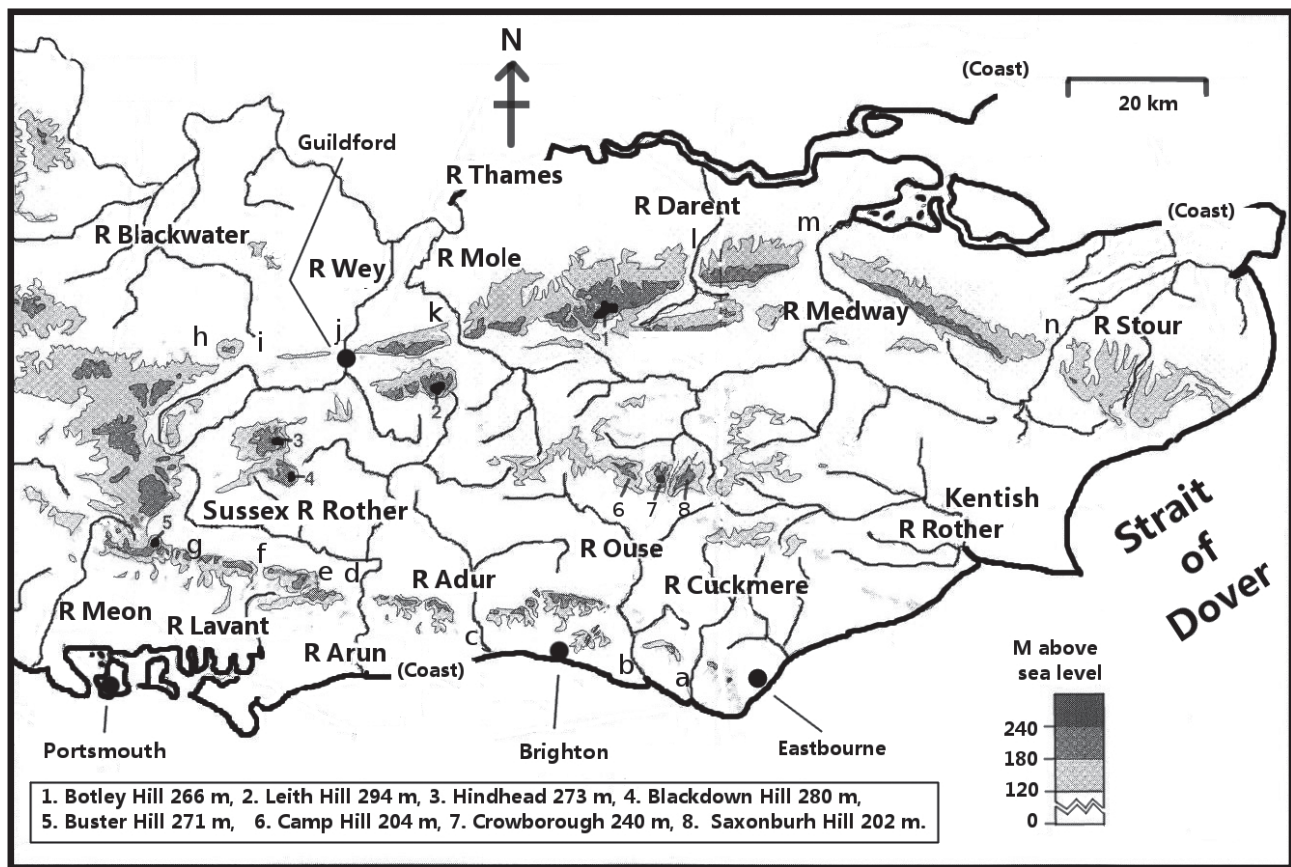 N
(Coast)
20 km
Guildford
R Thames
R Darent
(Coast)
R Blackwater
l
m
R Wey
R Mole
R Medway
h
i
j
k
n
R Stour
1
2
3
4
6
7
8
Sussex R Rother
Kentish
R Rother
Strait
of
Dover
5
g
f
e
d
R Ouse
R Adur
R Cuckmere
R Meon
R Lavant
R Arun
(Coast)
c
b
a
M above
sea level
240
180
120
0
Portsmouth
Brighton
Eastbourne
1. Botley Hill 266 m, 2. Leith Hill 294 m, 3. Hindhead 273 m, 4. Blackdown Hill 280 m,
5. Buster Hill 271 m, 6. Camp Hill 204 m, 7. Crowborough 240 m, 8. Saxonburh Hill 202 m.